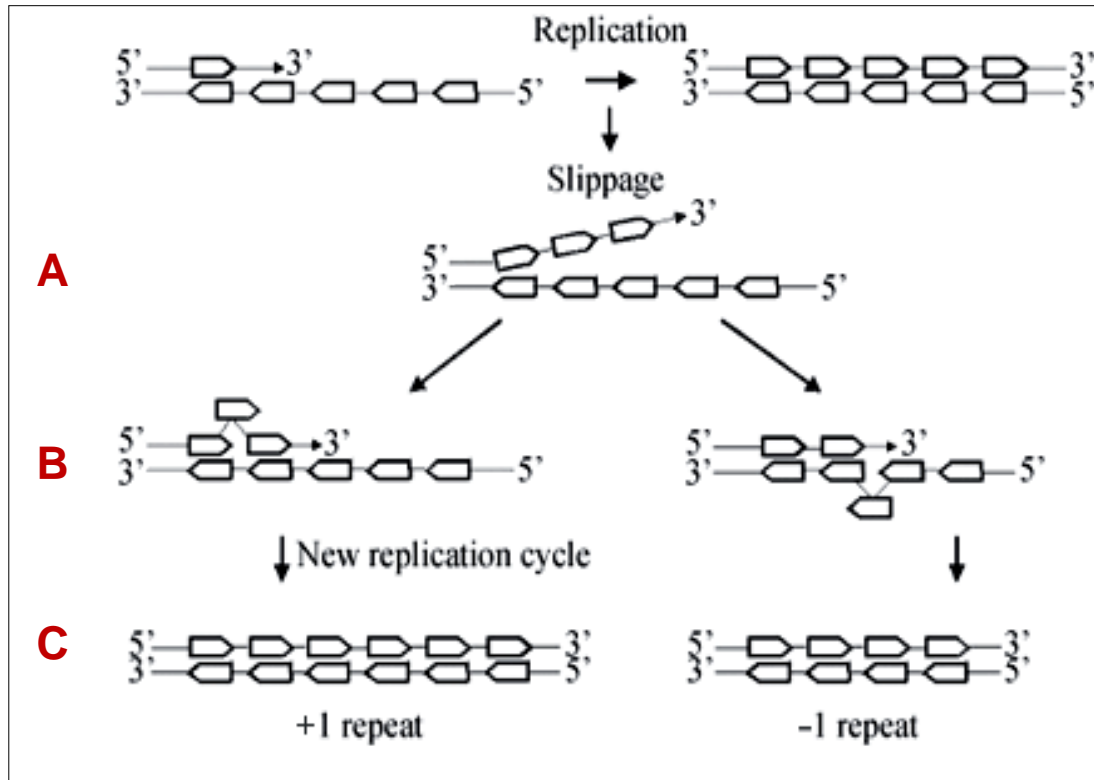 Replication
5’ 3’ 5’ 3’
3’ 5’ 3’ 5’
Slippage
3’
A
5’
3’ 5’
B
5’ 3’ 5’ 3’
3’ 5’ 3’ 5’
New replication cycle
C
5’ 3’ 5’ 3’
3’ 5’ 3’ 5’
+1 repeat –1 repeat